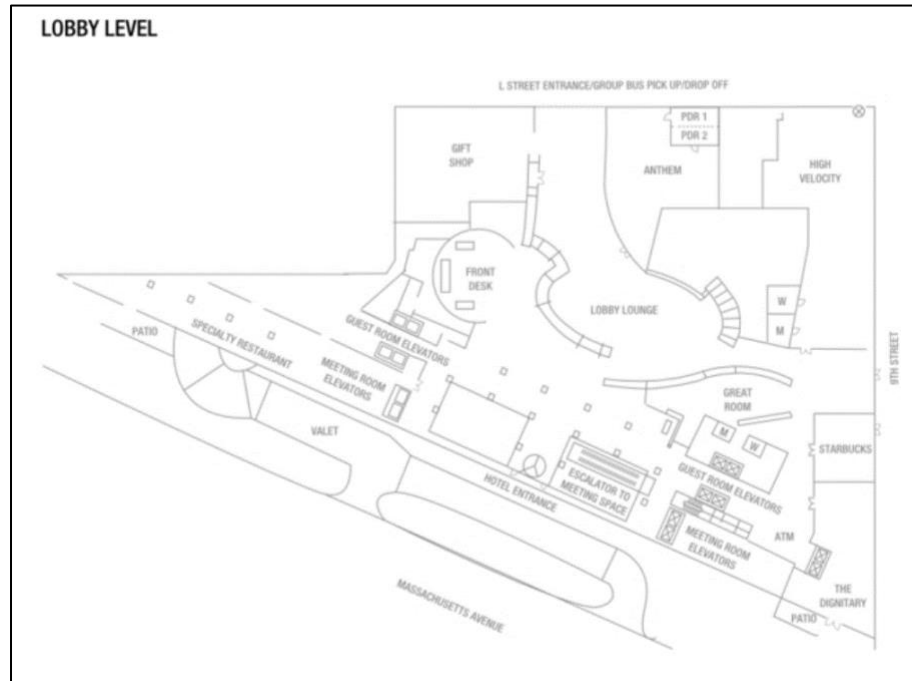 LOBBY LEVEL
L STREET ENTRANCE/GROUP BUS PICK UP/DROP OFF
PDR 1
PDR 2
GIFT
SHOP
ANTHEM
HIGH
VELOCITY
FRONT
DESK
LOBBY LOUNGE
W
M
PATIO
SPECIALTY RESTAURANT
GUEST ROOM ELEVATORS
MEETING ROOM
ELEVATORS
9TH STREET
GREAT
ROOM
VALET
M
W
STARBUCKS
GUEST ROOM ELEVATORS
ESCALATOR TO
MEETING SPACE
HOTEL ENTRANCE
MEETING ROOM
ELEVATORS
ATM
THE
DIGNITARY
PATIO
MASSACHUSETTS AVENUE